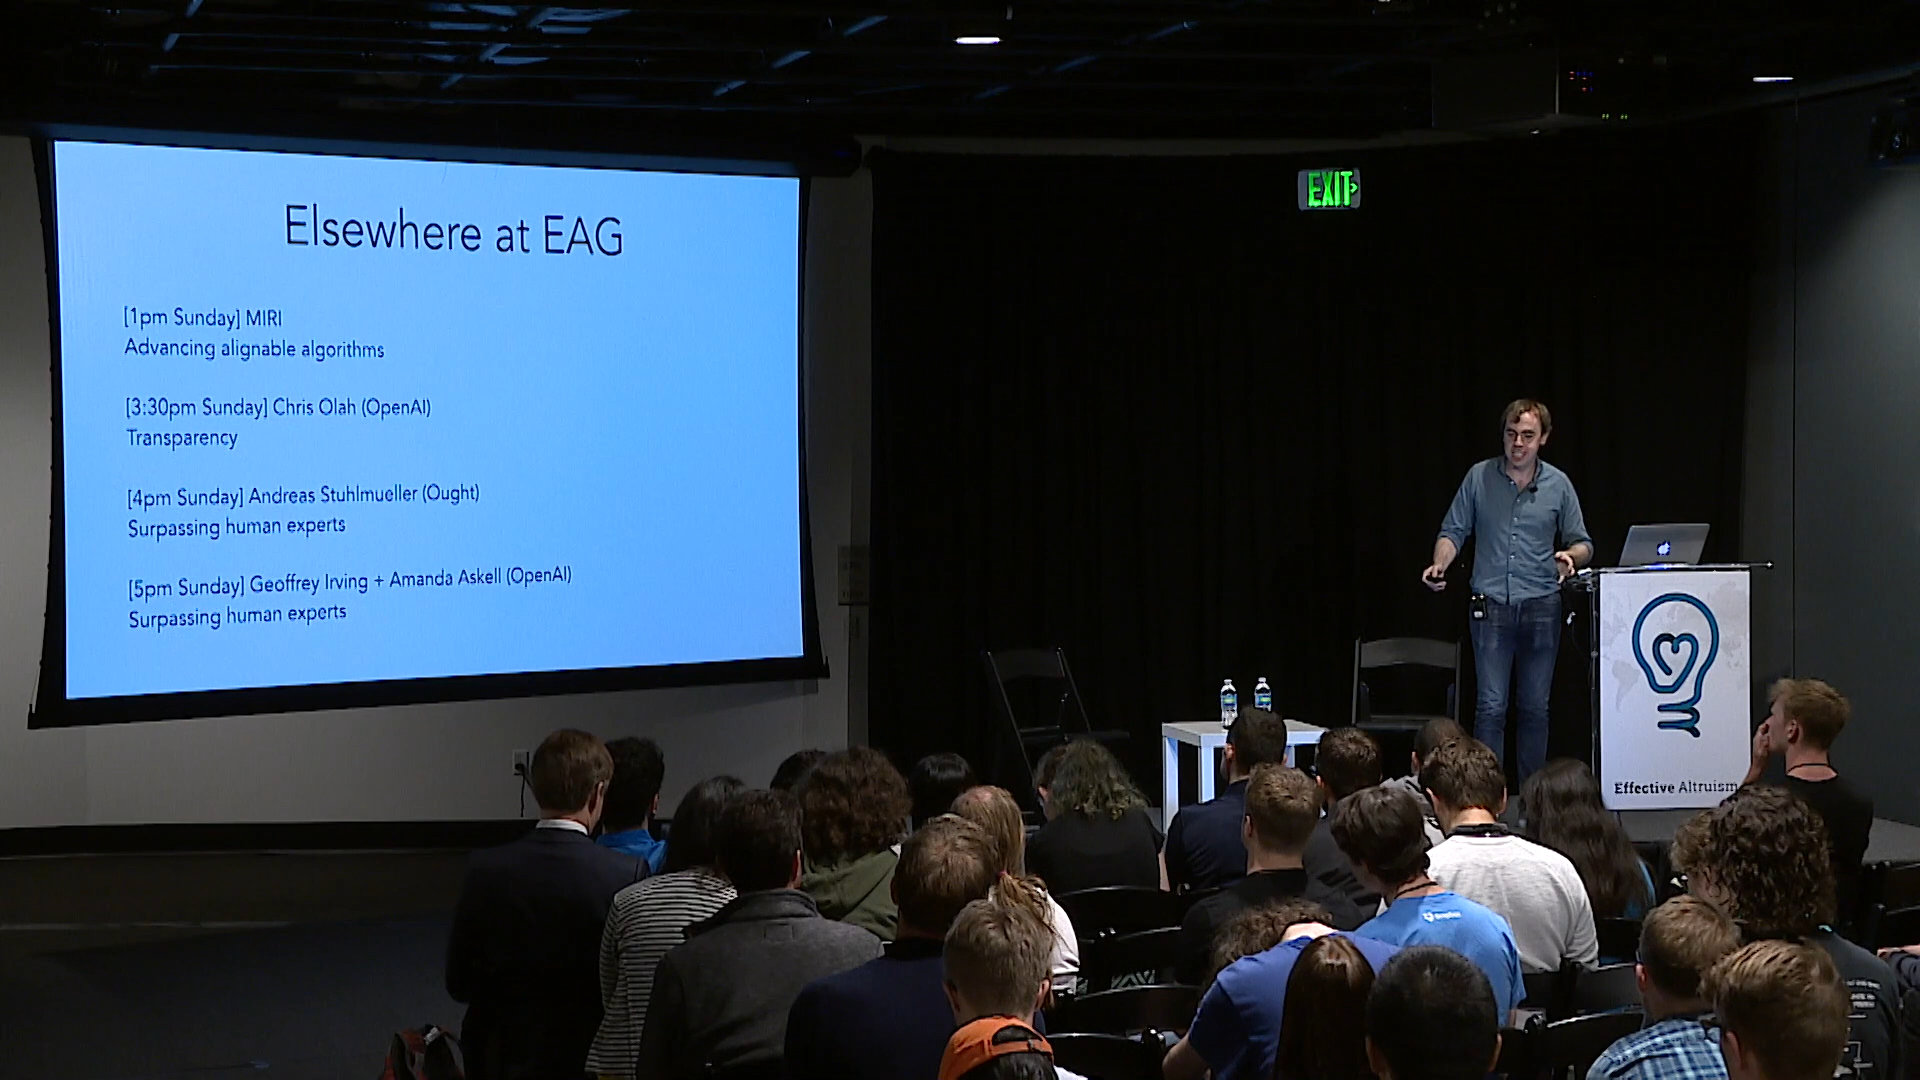 Elsewhere at EAG
[1pm Sunday] MIRI
Advancing alignable algorithms
[3:30pm Sunday] Chris Olah (OpenAI)
Transparency
[4pm Sunday] Andreas Stuhlmueller (Ought)
Surpassing human experts
[5pm Sunday] Geoffrey Irving + Amanda Askell (OpenAI)
Surpassing human experts
EXIT
Effective Altruism